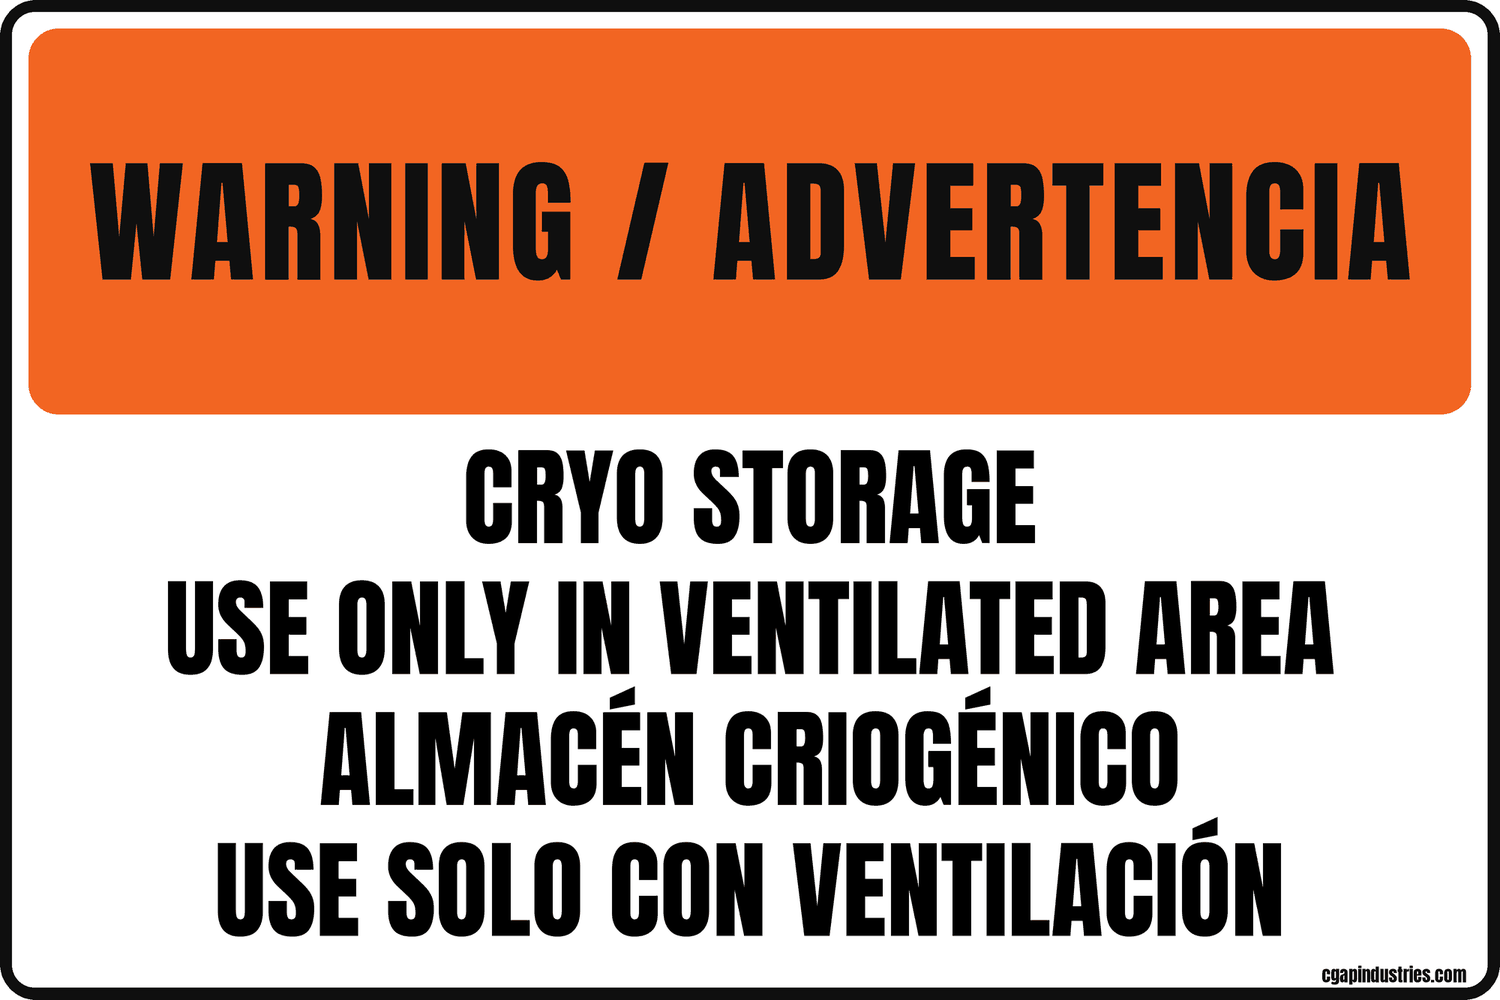 WARNING / ADVERTENCIA
CRYO STORAGE
USE ONLY IN VENTILATED AREA
ALMACÉN CRIOGÉNICO
USE SOLO CON VENTILACIÓN
cgapindustries.com